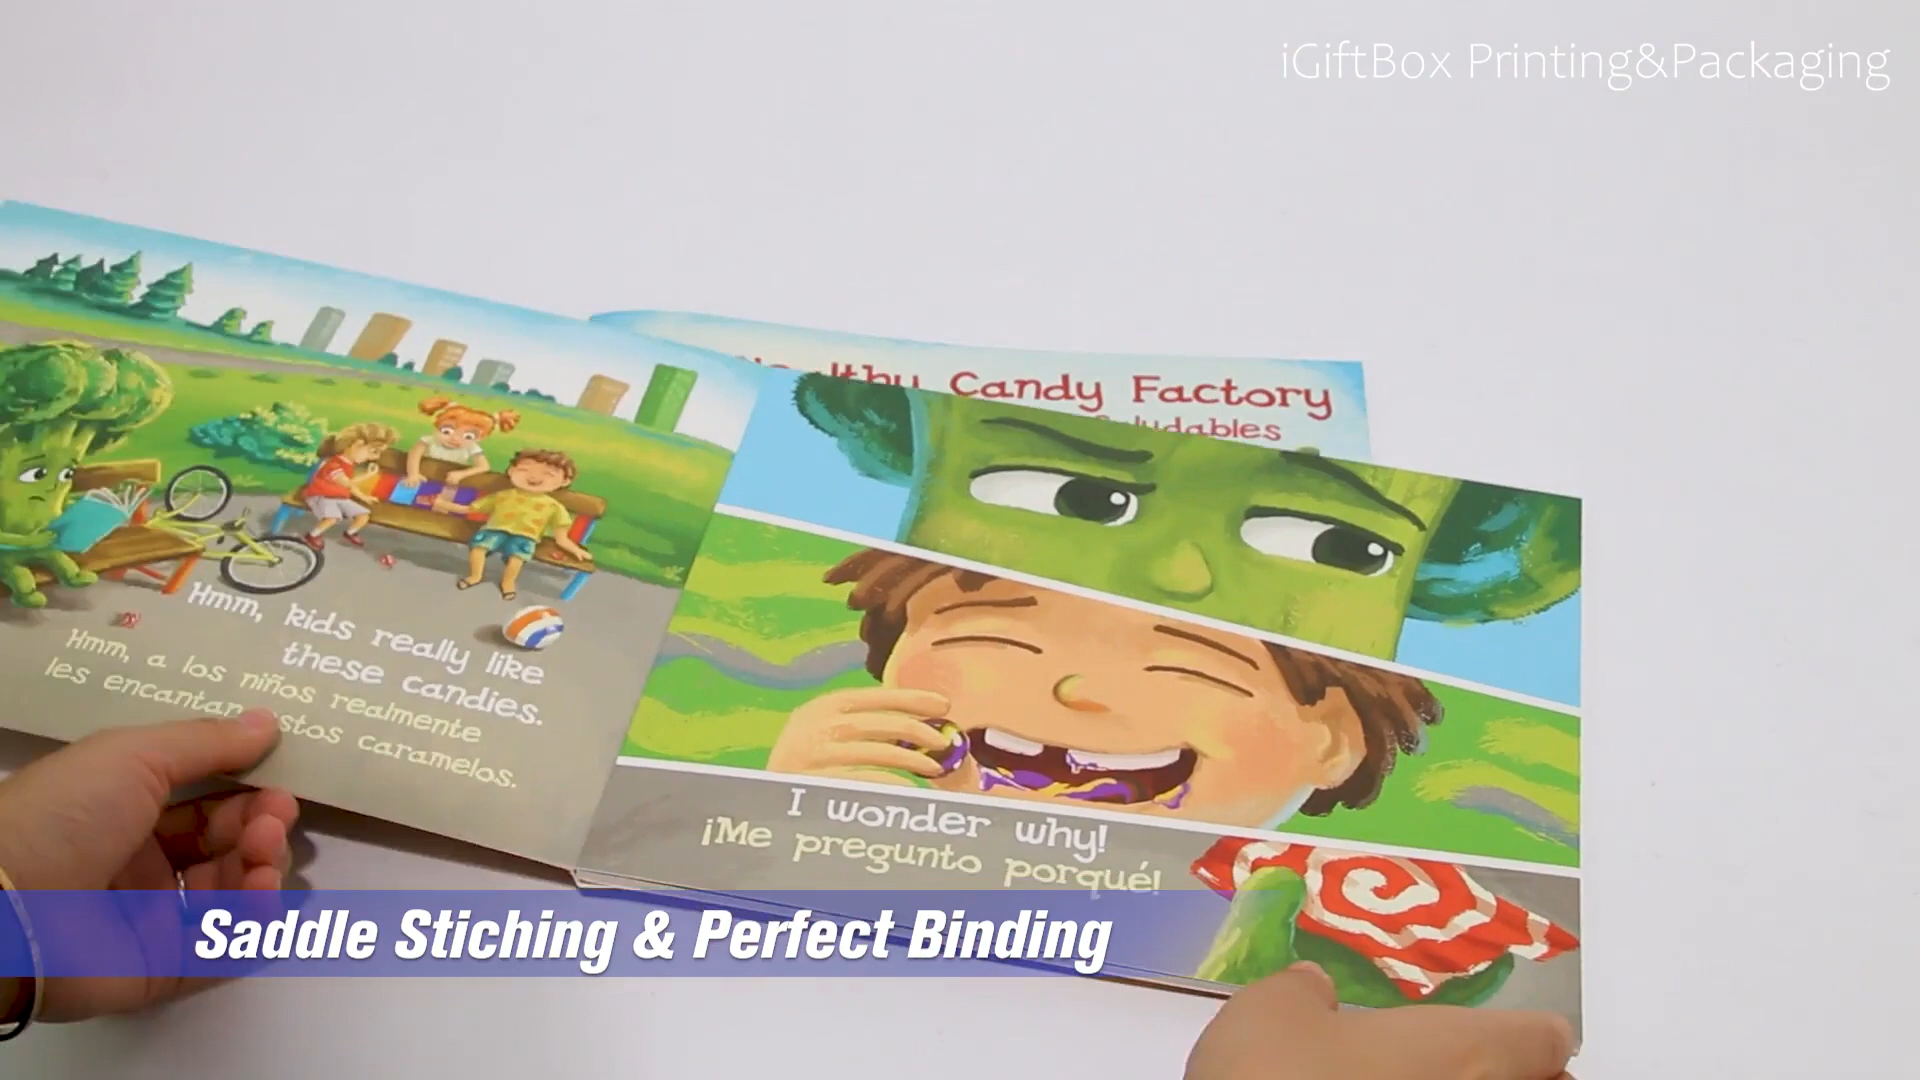 iGiftBox Printing&Packaging
Candy Factory
Hmm, kids really like
these candies.
Hmm, a los niños realmente
les encantan estos caramelos.
I wonder why!
¡Me pregunto porqué!
Saddle Stiching & Perfect Binding